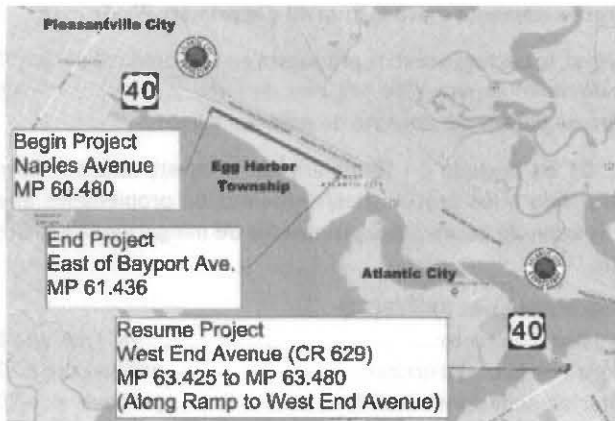 Pleasantville City
40
Begin Project
Naples Avenue
MP 60.480
Egg Harbor
Township
End Project
East of Bayport Ave.
MP 61.436
Atlantic City
40
Resume Project
West End Avenue (CR 629)
MP 63.425 to MP 63.480
(Along Ramp to West End Avenue)